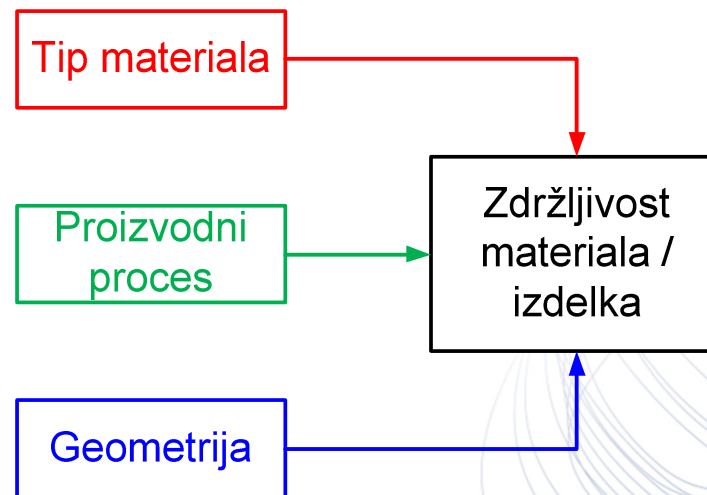 Tip materiala
Proizvodni
proces
Geometrija
Zdržljivost
materiala /
izdelka